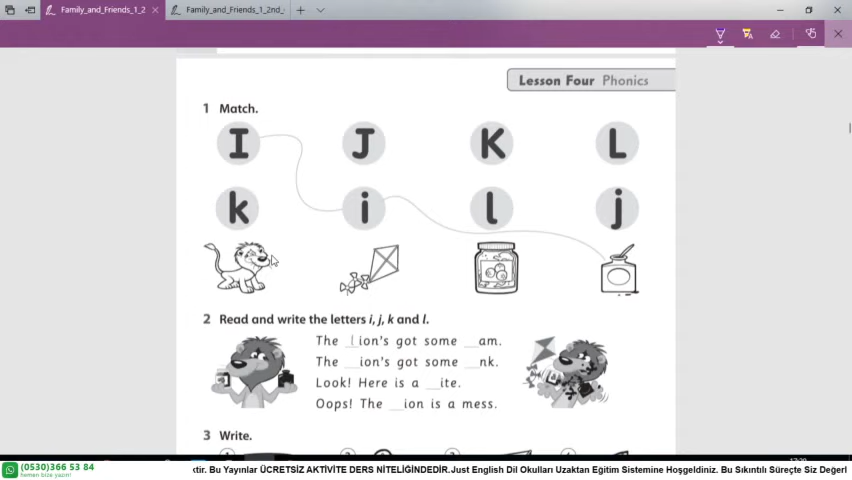 Family_and_Friends_1_2
Family_and_Friends_1_2nd_
Lesson Four Phonics
1 Match.
I J K L
k i l j
2 Read and write the letters i, j, k and l.
The l ion's got some __am.
The __ion's got some __nk.
Look! Here is a __ite.
Oops! The __ion is a mess.
3 Write.
(0530)366 53 84
hemen bize yazın!
ktir. Bu Yayınlar ÜCRETSİZ AKTİVİTE DERS NİTELİĞİNDEDİR.Just English Dil Okulları Uzaktan Eğitim Sistemine Hoşgeldiniz. Bu Sıkıntılı Süreçte Siz Değerl